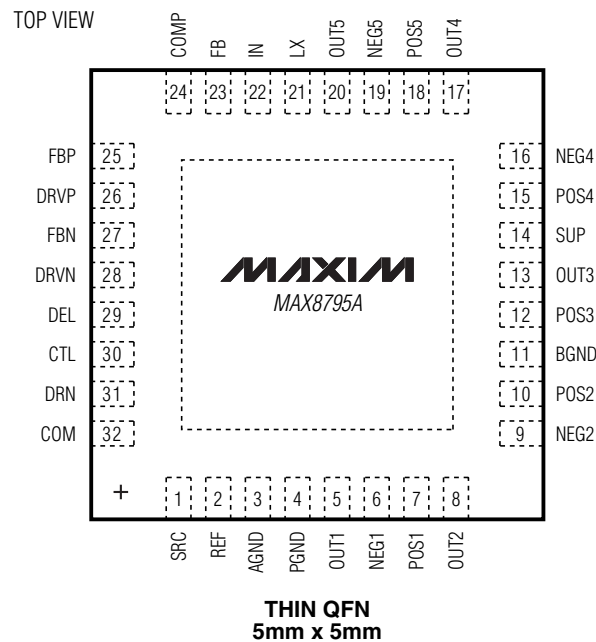 TOP VIEW
COMP FB IN LX OUT5 NEG5 POS5 OUT4
24 23 22 21 20 19 18 17
FBP 25 16 NEG4
DRVP 26 15 POS4
FBN 27 14 SUP
DRVN 28 13 OUT3
DEL 29 12 POS3
CTL 30 11 BGND
DRN 31 10 POS2
COM 32 9 NEG2
MAXIM
MAX8795A
+ 1 2 3 4 5 6 7 8
SRC REF AGND PGND OUT1 NEG1 POS1 OUT2
THIN QFN
5mm x 5mm